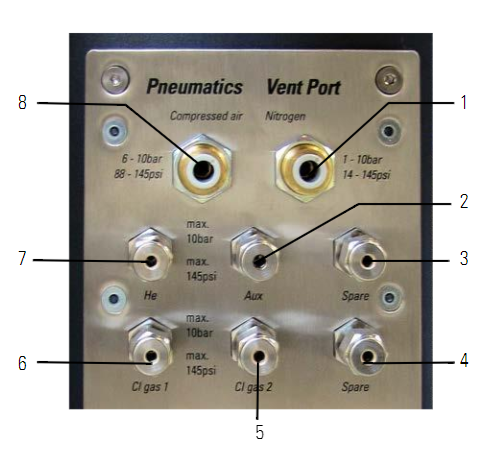 Pneumatics Vent Port
Compressed air Nitrogen
8
1
6 - 10bar
88 - 145psi
1 - 10bar
14 - 145psi
2
max.
10bar
7
3
max.
145psi
He Aux Spare
max.
10bar
6
4
max.
145psi
CI gas 1 CI gas 2 Spare
5